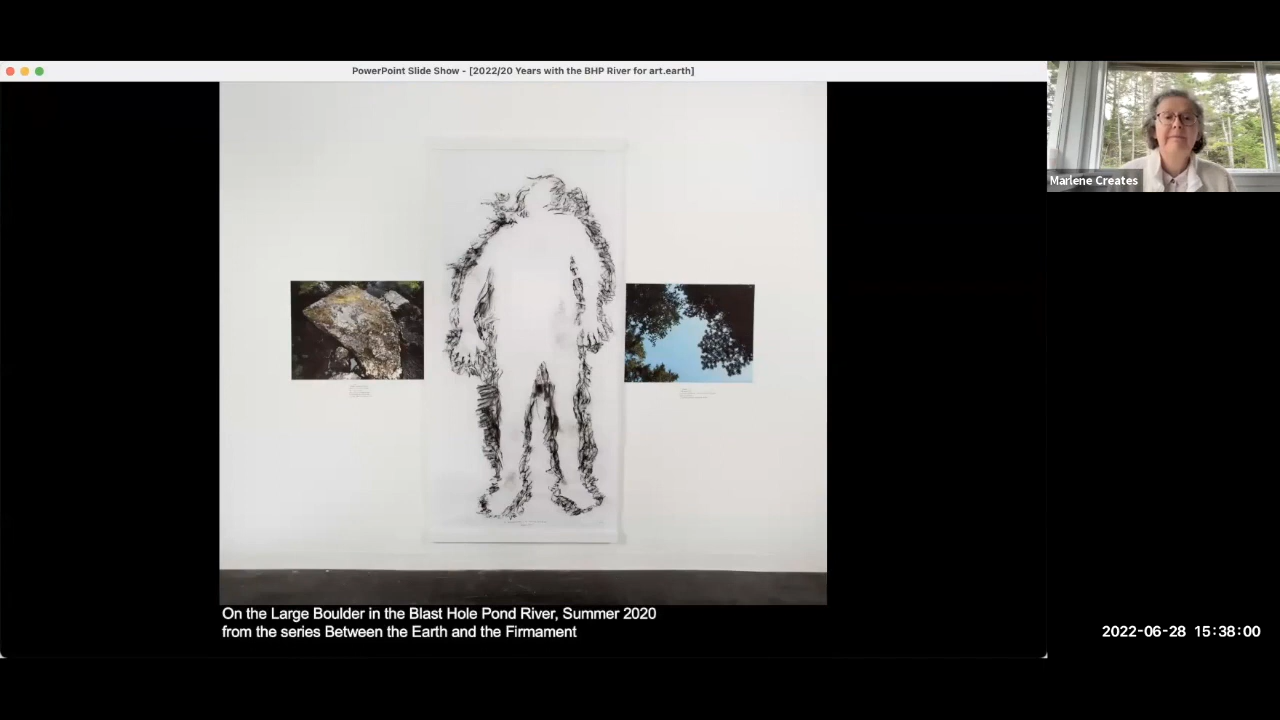 PowerPoint Slide Show - [2022/20 Years with the BHP River for art.earth]
Marlene Creates
On the Large Boulder in the Blast Hole Pond River, Summer 2020
from the series Between the Earth and the Firmament
2022-06-28 15:38:00